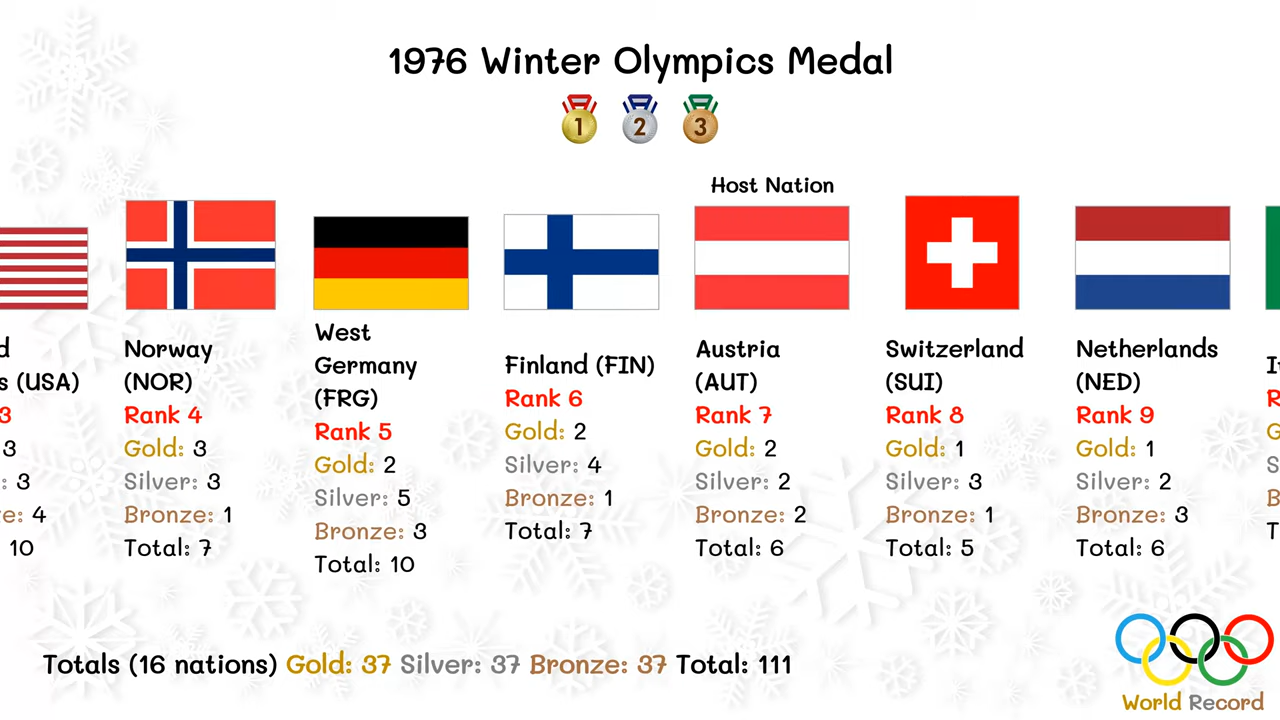 1976 Winter Olympics Medal
1 2 3
Host Nation
s (USA)
3
3
: 3
e: 4
10
Norway
(NOR)
Rank 4
Gold: 3
Silver: 3
Bronze: 1
Total: 7
West
Germany
(FRG)
Rank 5
Gold: 2
Silver: 5
Bronze: 3
Total: 10
Finland (FIN)
Rank 6
Gold: 2
Silver: 4
Bronze: 1
Total: 7
Austria
(AUT)
Rank 7
Gold: 2
Silver: 2
Bronze: 2
Total: 6
Switzerland
(SUI)
Rank 8
Gold: 1
Silver: 3
Bronze: 1
Total: 5
Netherlands
(NED)
Rank 9
Gold: 1
Silver: 2
Bronze: 3
Total: 6
Totals (16 nations) Gold: 37 Silver: 37 Bronze: 37 Total: 111
World Record